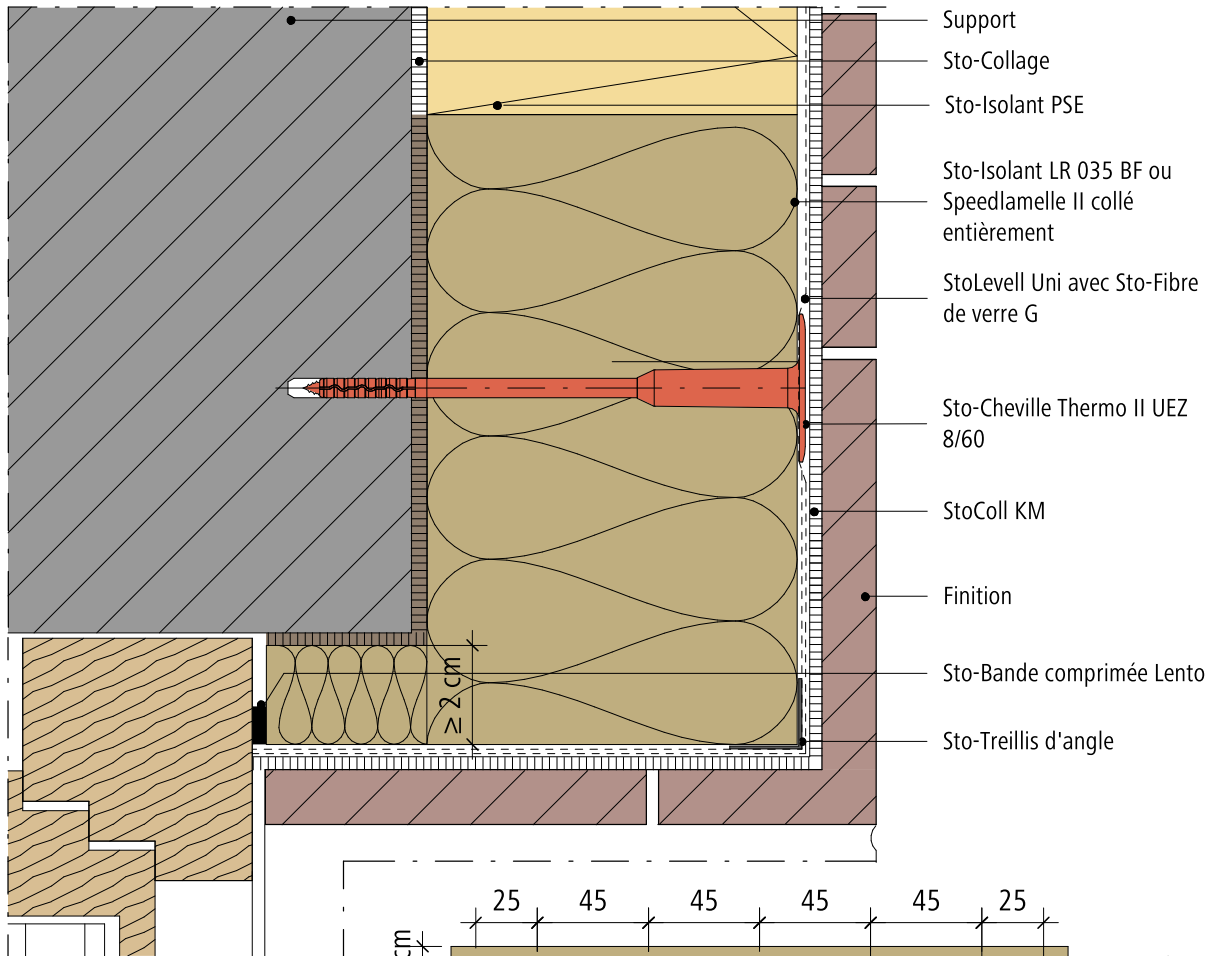 Support
Sto-Collage
Sto-Isolant PSE
Sto-Isolant LR 035 BF ou
Speedlamelle II collé
entièrement
StoLevell Uni avec Sto-Fibre
de verre G
Sto-Cheville Thermo II UEZ
8/60
StoColl KM
Finition
Sto-Bande comprimée Lento
≥ 2 cm
Sto-Treillis d'angle
25 45 45 45 45 25
cm